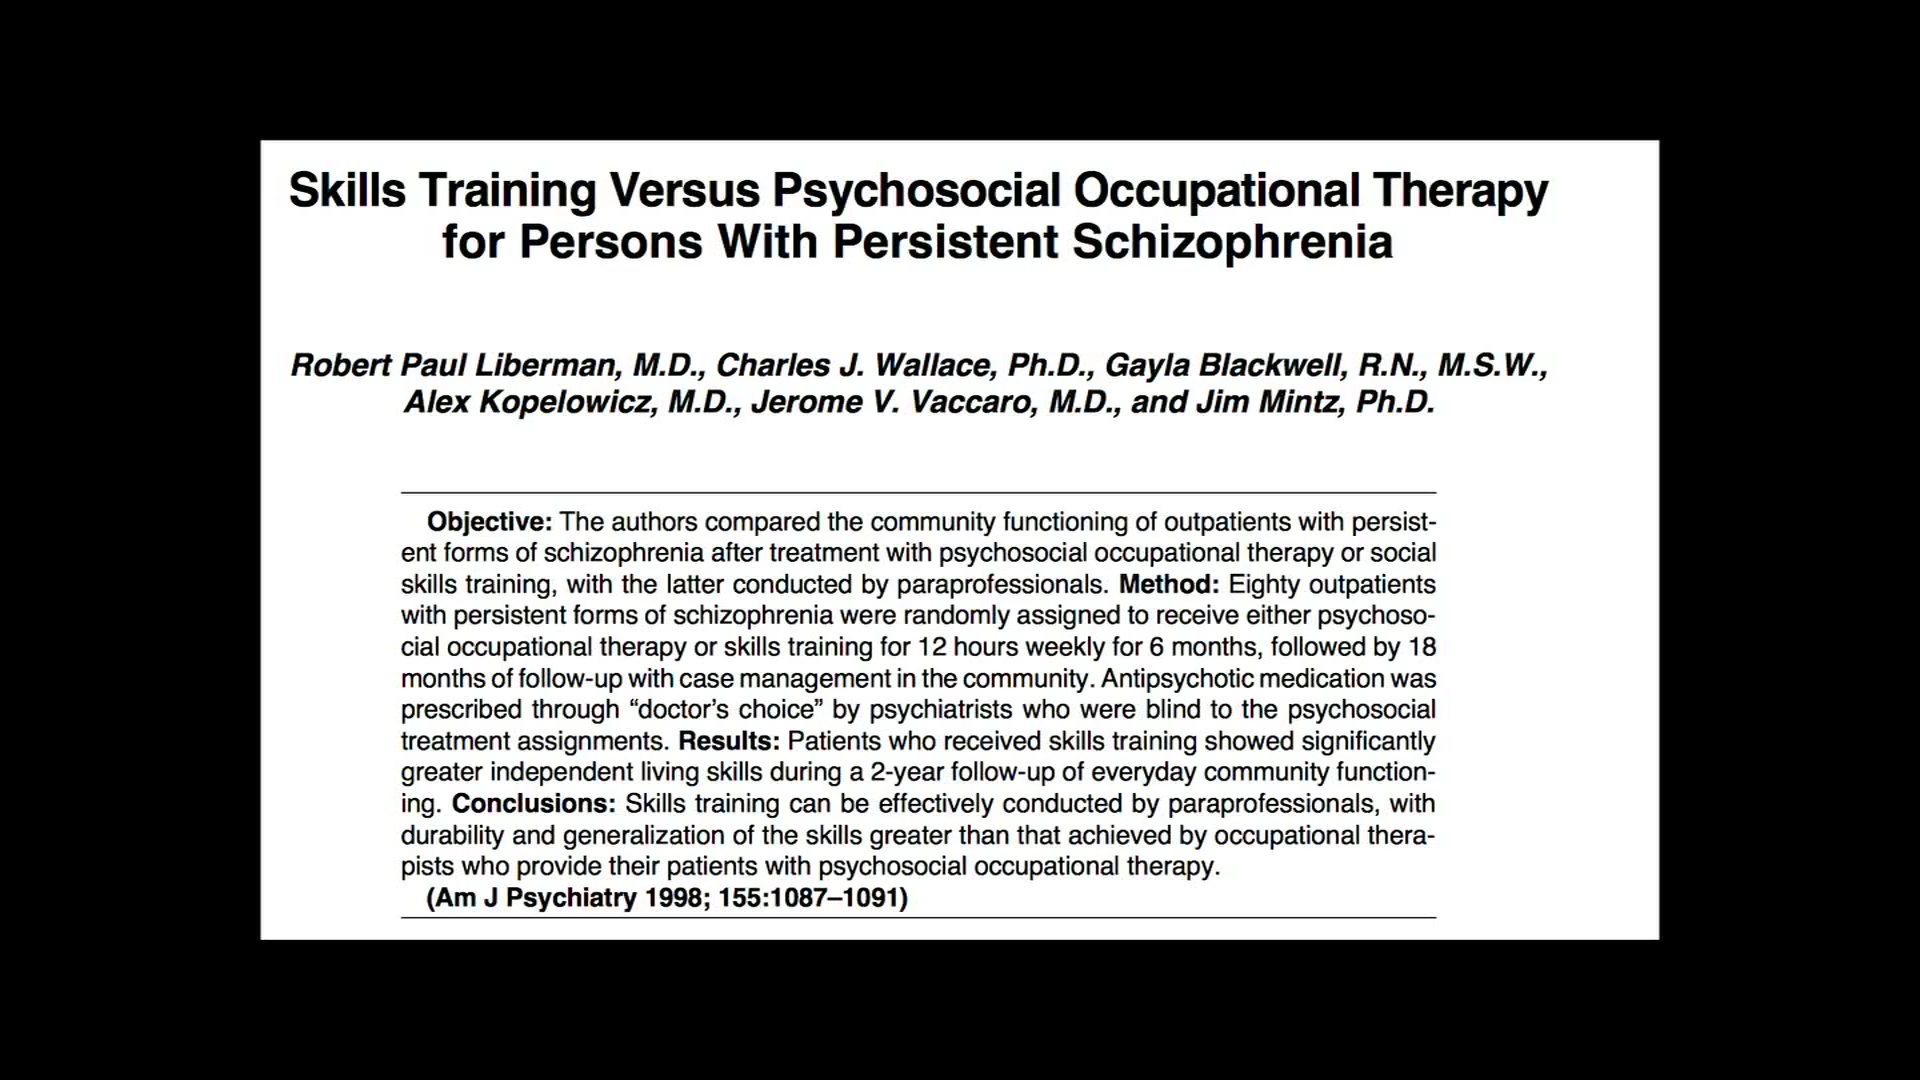 Skills Training Versus Psychosocial Occupational Therapy
for Persons With Persistent Schizophrenia
Robert Paul Liberman, M.D., Charles J. Wallace, Ph.D., Gayla Blackwell, R.N., M.S.W.,
Alex Kopelowicz, M.D., Jerome V. Vaccaro, M.D., and Jim Mintz, Ph.D.
Objective: The authors compared the community functioning of outpatients with persist-
ent forms of schizophrenia after treatment with psychosocial occupational therapy or social
skills training, with the latter conducted by paraprofessionals. Method: Eighty outpatients
with persistent forms of schizophrenia were randomly assigned to receive either psychoso-
cial occupational therapy or skills training for 12 hours weekly for 6 months, followed by 18
months of follow-up with case management in the community. Antipsychotic medication was
prescribed through “doctor’s choice” by psychiatrists who were blind to the psychosocial
treatment assignments. Results: Patients who received skills training showed significantly
greater independent living skills during a 2-year follow-up of everyday community function-
ing. Conclusions: Skills training can be effectively conducted by paraprofessionals, with
durability and generalization of the skills greater than that achieved by occupational thera-
pists who provide their patients with psychosocial occupational therapy.
(Am J Psychiatry 1998; 155:1087–1091)